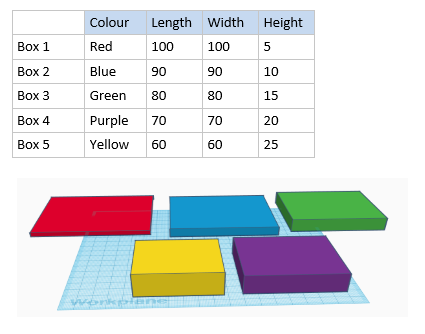 Colour Length Width Height
Box 1 Red 100 100 5
Box 2 Blue 90 90 10
Box 3 Green 80 80 15
Box 4 Purple 70 70 20
Box 5 Yellow 60 60 25
Workplane